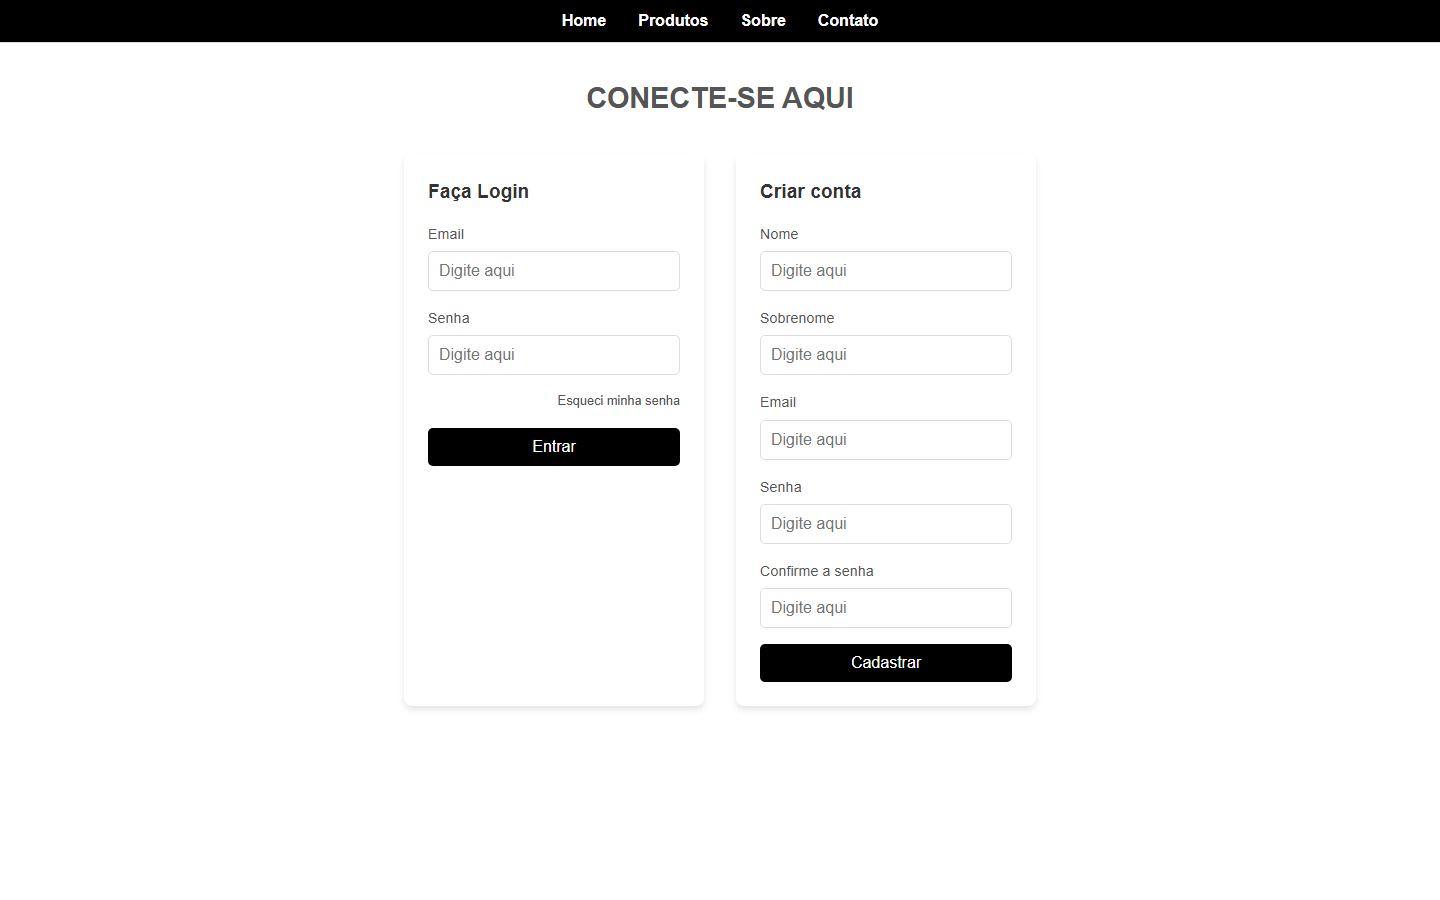 Home Produtos Sobre Contato
CONECTE-SE AQUI
Faça Login
Email
Digite aqui
Senha
Digite aqui
Esqueci minha senha
Entrar
Criar conta
Nome
Digite aqui
Sobrenome
Digite aqui
Email
Digite aqui
Senha
Digite aqui
Confirme a senha
Digite aqui
Cadastrar